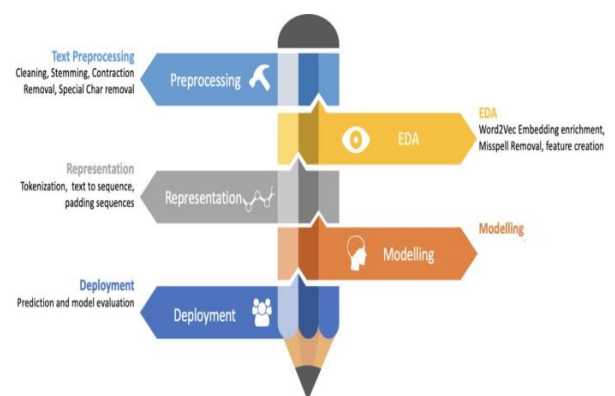 Text Preprocessing
Cleaning, Stemming, Contraction
Removal, Special Char removal
Preprocessing
EDA
EDA
Word2Vec Embedding enrichment,
Misspell Removal, feature creation
Representation
Tokenization, text to sequence,
padding sequences
Representation
Modelling
Modelling
Deployment
Prediction and model evaluation
Deployment